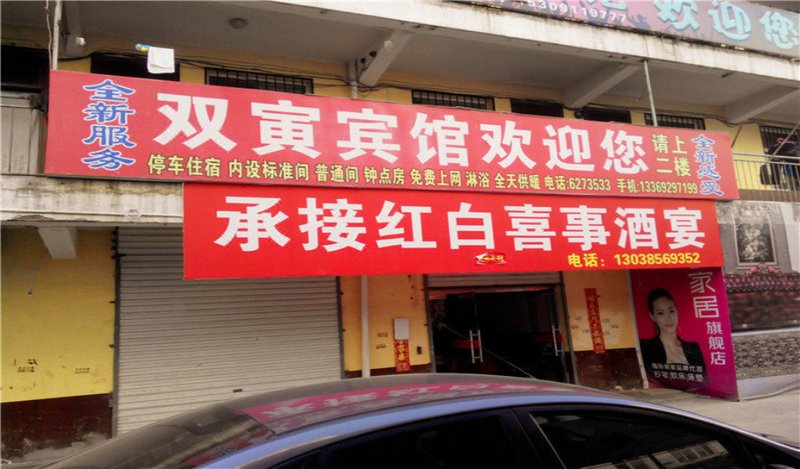 5309119777
欢迎您
全新服务
双寅宾馆欢迎您
请上二楼
全新感受
停车住宿 内设标准间 普通间 钟点房 免费上网 淋浴 全天供暖 电话:6273533 手机:13369297199
承接红白喜事酒宴
电话：13038569352
家居旗舰店